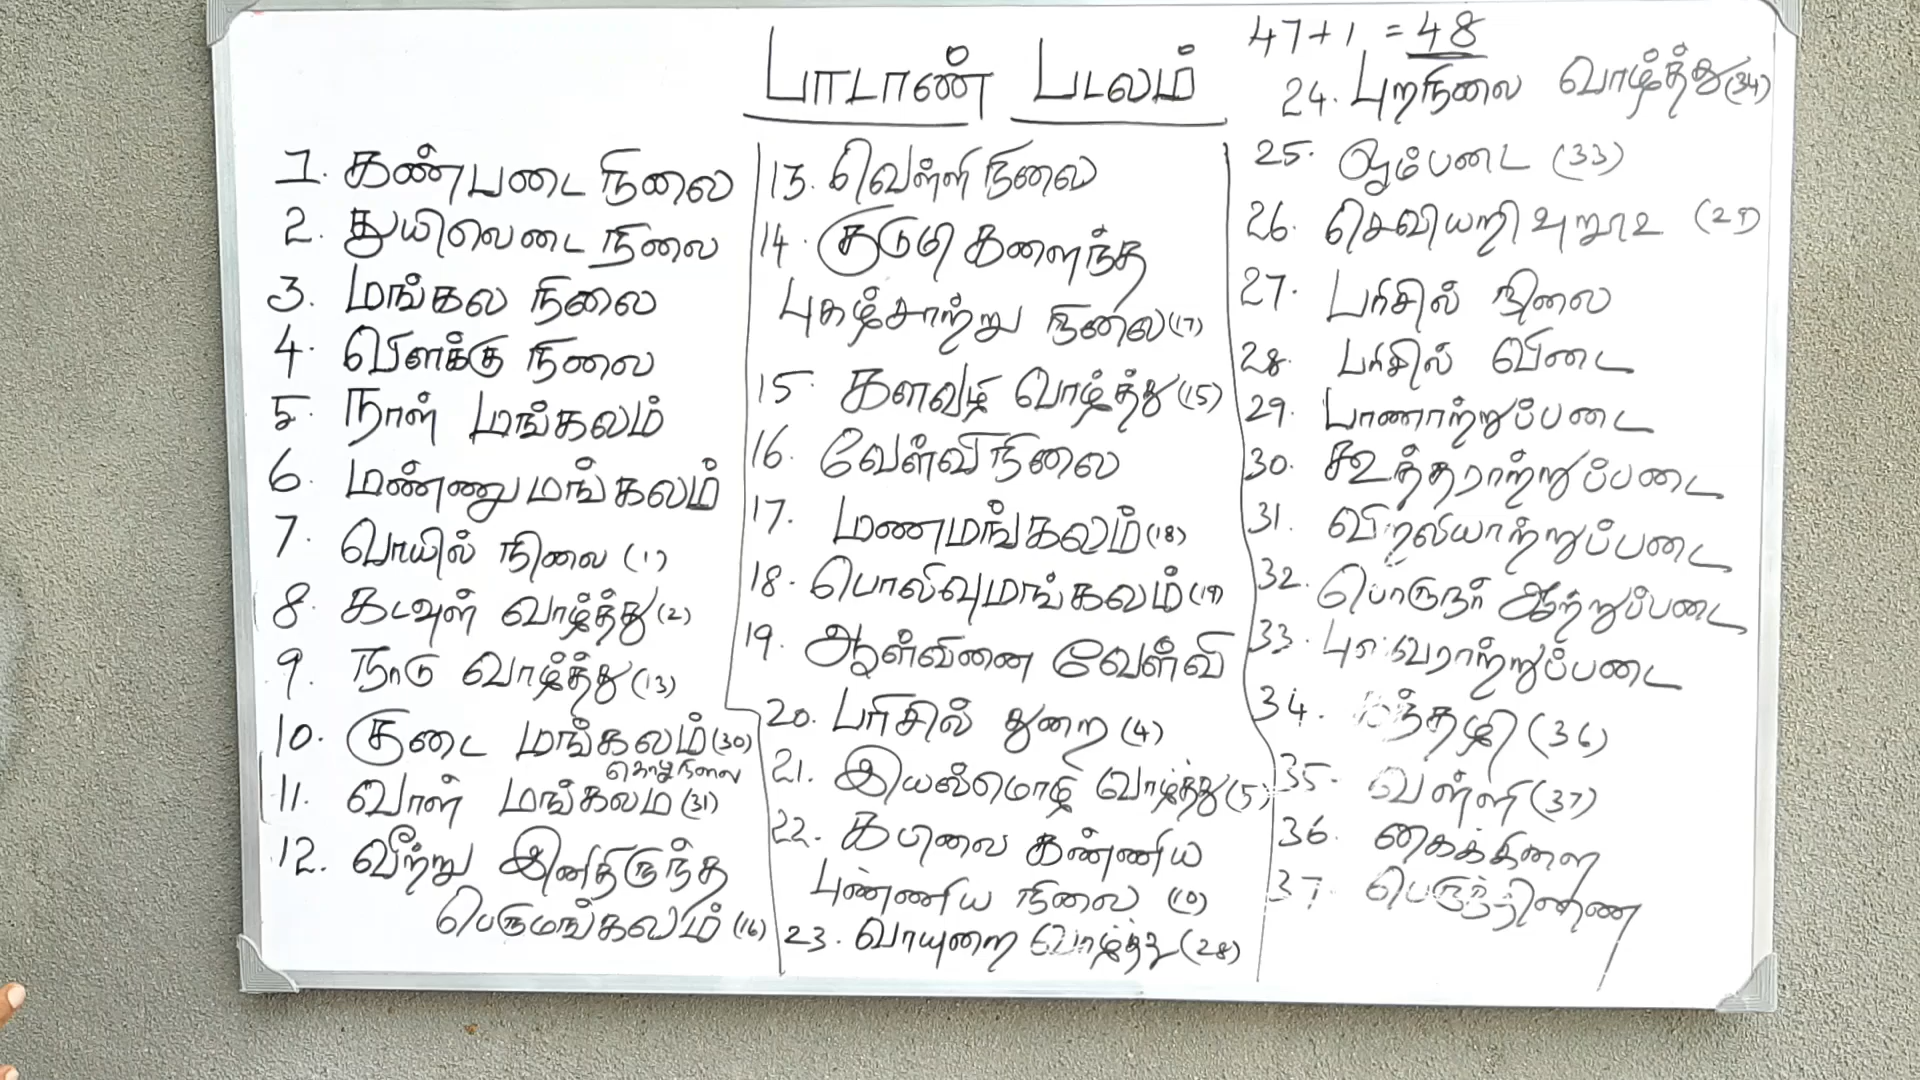 பாடாண் படலம்
47+1 = 48
1. கண்படை நிலை
2. துயிலெடை நிலை
3. மங்கல நிலை
4. விளக்கு நிலை
5. நாள் மங்கலம்
6. மண்ணுமங்கலம்
7. வாயில் நிலை (1)
8. கடவுள் வாழ்த்து (2)
9. நாடு வாழ்த்து (13)
10. குடை மங்கலம் (30)
கொடிநிலை
11. வாள் மங்கலம் (31)
12. வீற்று இனிதிருந்த
பெருமங்கலம் (16)
13. வெள்ளி நிலை
14. குடுமி களைந்த
புகழ்சாற்று நிலை (17)
15 களவழி வாழ்த்து (15)
16. வேள்வி நிலை
17. மணமங்கலம் (18)
18. பொலிவுமங்கலம் (19)
19. ஆள்வினை வேள்வி
20. பரிசில் துறை (4)
21. இயல்மொழி வாழ்த்து (5)
22. கபிலை கண்ணிய
புண்ணிய நிலை (10)
23. வாயுறை வாழ்த்து (28)
24. புறநிலை வாழ்த்து (34)
25. ஓம்படை (33)
26. செவியறிவுறூஉ (29)
27. பரிசில் நிலை
28. பரிசில் விடை
29. பாணாற்றுப்படை
30. கூத்தராற்றுப்படை
31. விறலியாற்றுப்படை
32. பொருநர் ஆற்றுப்படை
33. புலவராற்றுப்படை
34. கந்தழி (36)
35. வள்ளி (37)
36. கைக்கிளை
37. பெருந்திணை